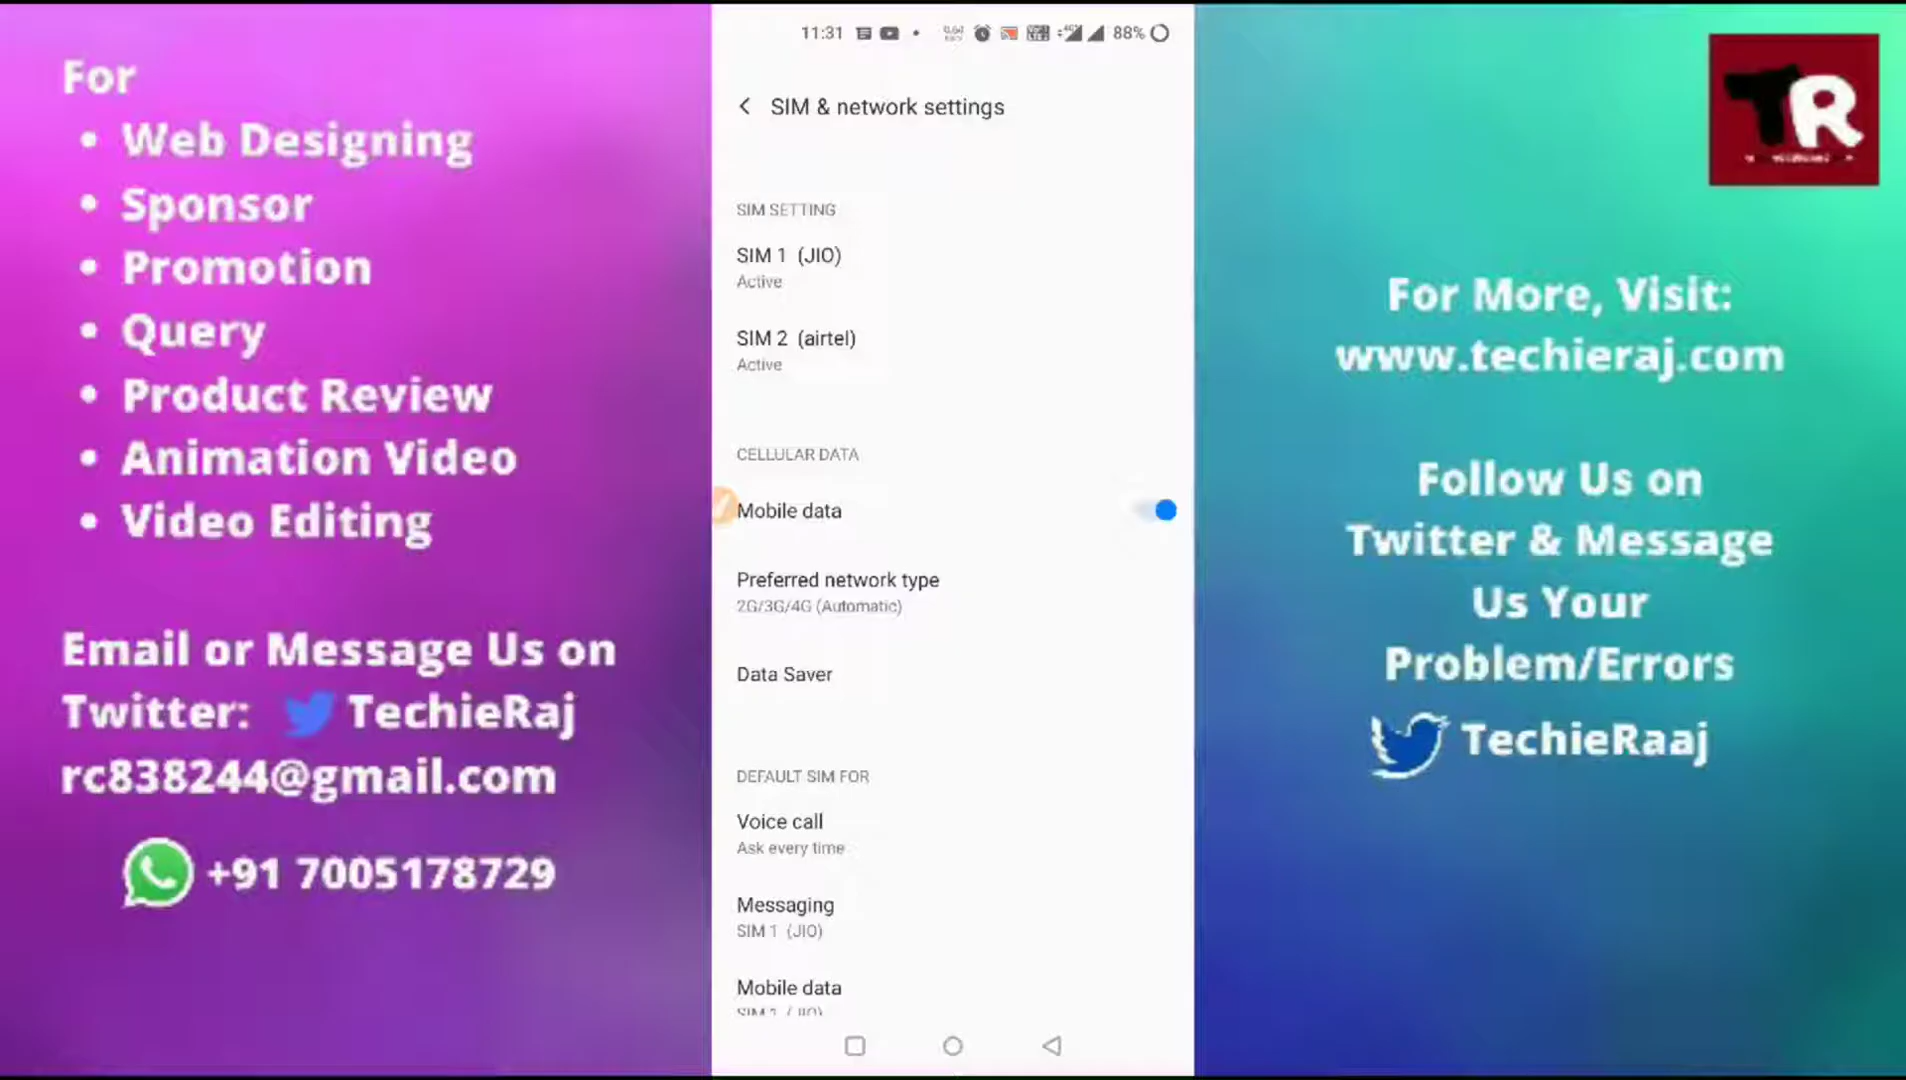 For
• Web Designing
• Sponsor
• Promotion
• Query
• Product Review
• Animation Video
• Video Editing
Email or Message Us on
Twitter: TechieRaj
rc838244@gmail.com
+91 7005178729
11:31 88%
SIM & network settings
SIM SETTING
SIM 1 (JIO)
Active
SIM 2 (airtel)
Active
CELLULAR DATA
Mobile data
Preferred network type
2G/3G/4G (Automatic)
Data Saver
DEFAULT SIM FOR
Voice call
Ask every time
Messaging
SIM 1 (JIO)
Mobile data
SIM 1 (JIO)
TR
For More, Visit:
www.techieraj.com
Follow Us on
Twitter & Message
Us Your
Problem/Errors
TechieRaaj